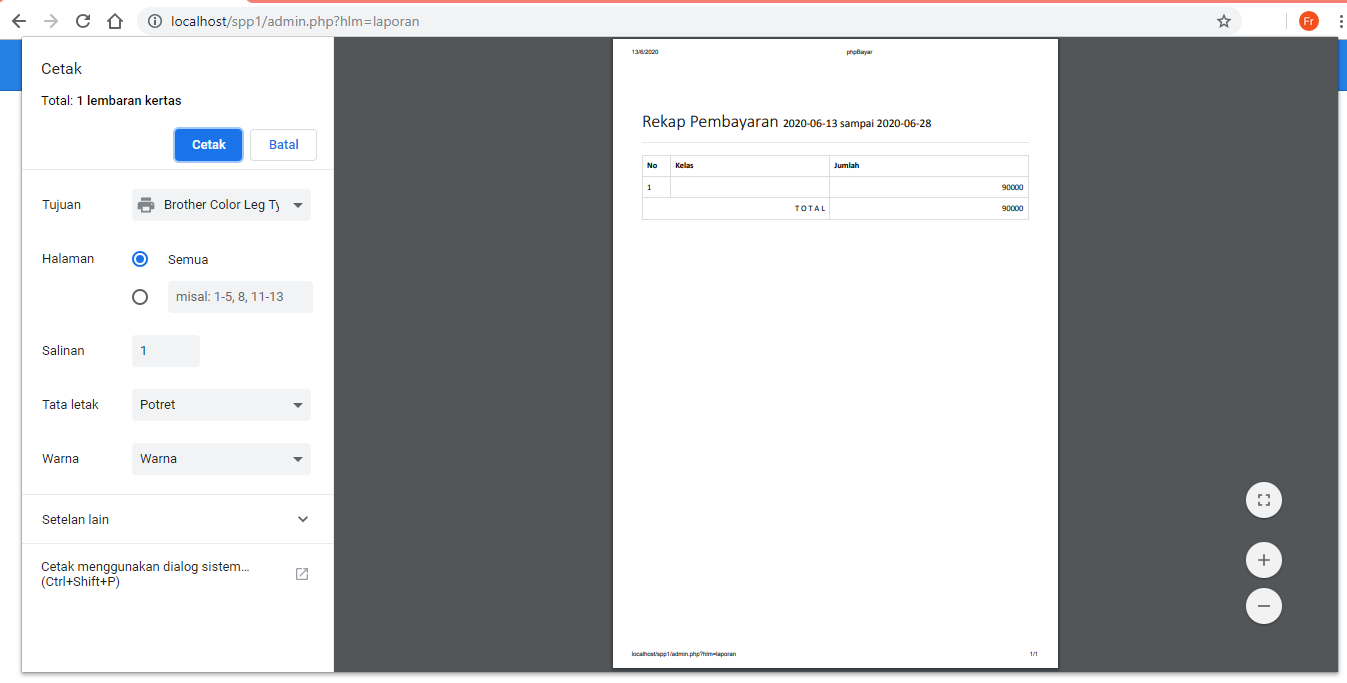 localhost/spp1/admin.php?hlm=laporan
Fr
Cetak
Total: 1 lembaran kertas
Cetak
Batal
Tujuan
Brother Color Leg Ty
Halaman
Semua
misal: 1-5, 8, 11-13
Salinan
1
Tata letak
Potret
Warna
Warna
Setelan lain
Cetak menggunakan dialog sistem...
(Ctrl+Shift+P)
13/6/2020
phpBayar
Rekap Pembayaran 2020-06-13 sampai 2020-06-28
No Kelas Jumlah
1 90000
T O T A L 90000
localhost/spp1/admin.php?hlm=laporan
1/1